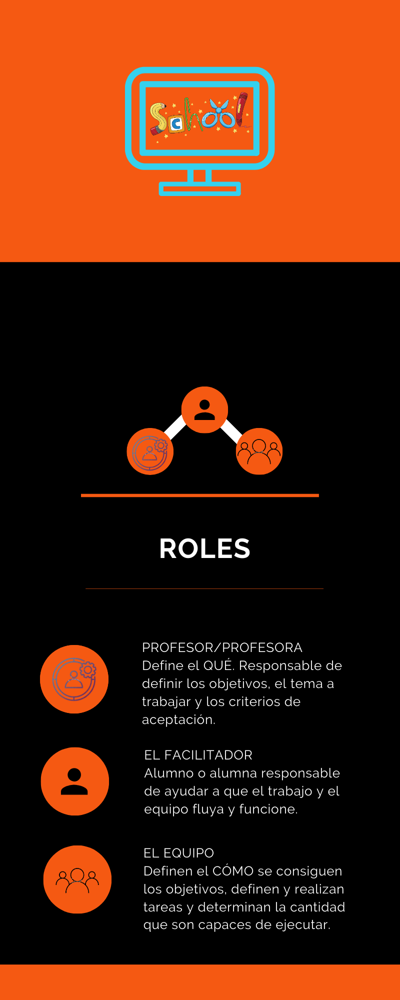 School
ROLES
PROFESOR/PROFESORA
Define el QUÉ. Responsable de
definir los objetivos, el tema a
trabajar y los criterios de
aceptación.
EL FACILITADOR
Alumno o alumna responsable
de ayudar a que el trabajo y el
equipo fluya y funcione.
EL EQUIPO
Definen el CÓMO se consiguen
los objetivos, definen y realizan
tareas y determinan la cantidad
que son capaces de ejecutar.